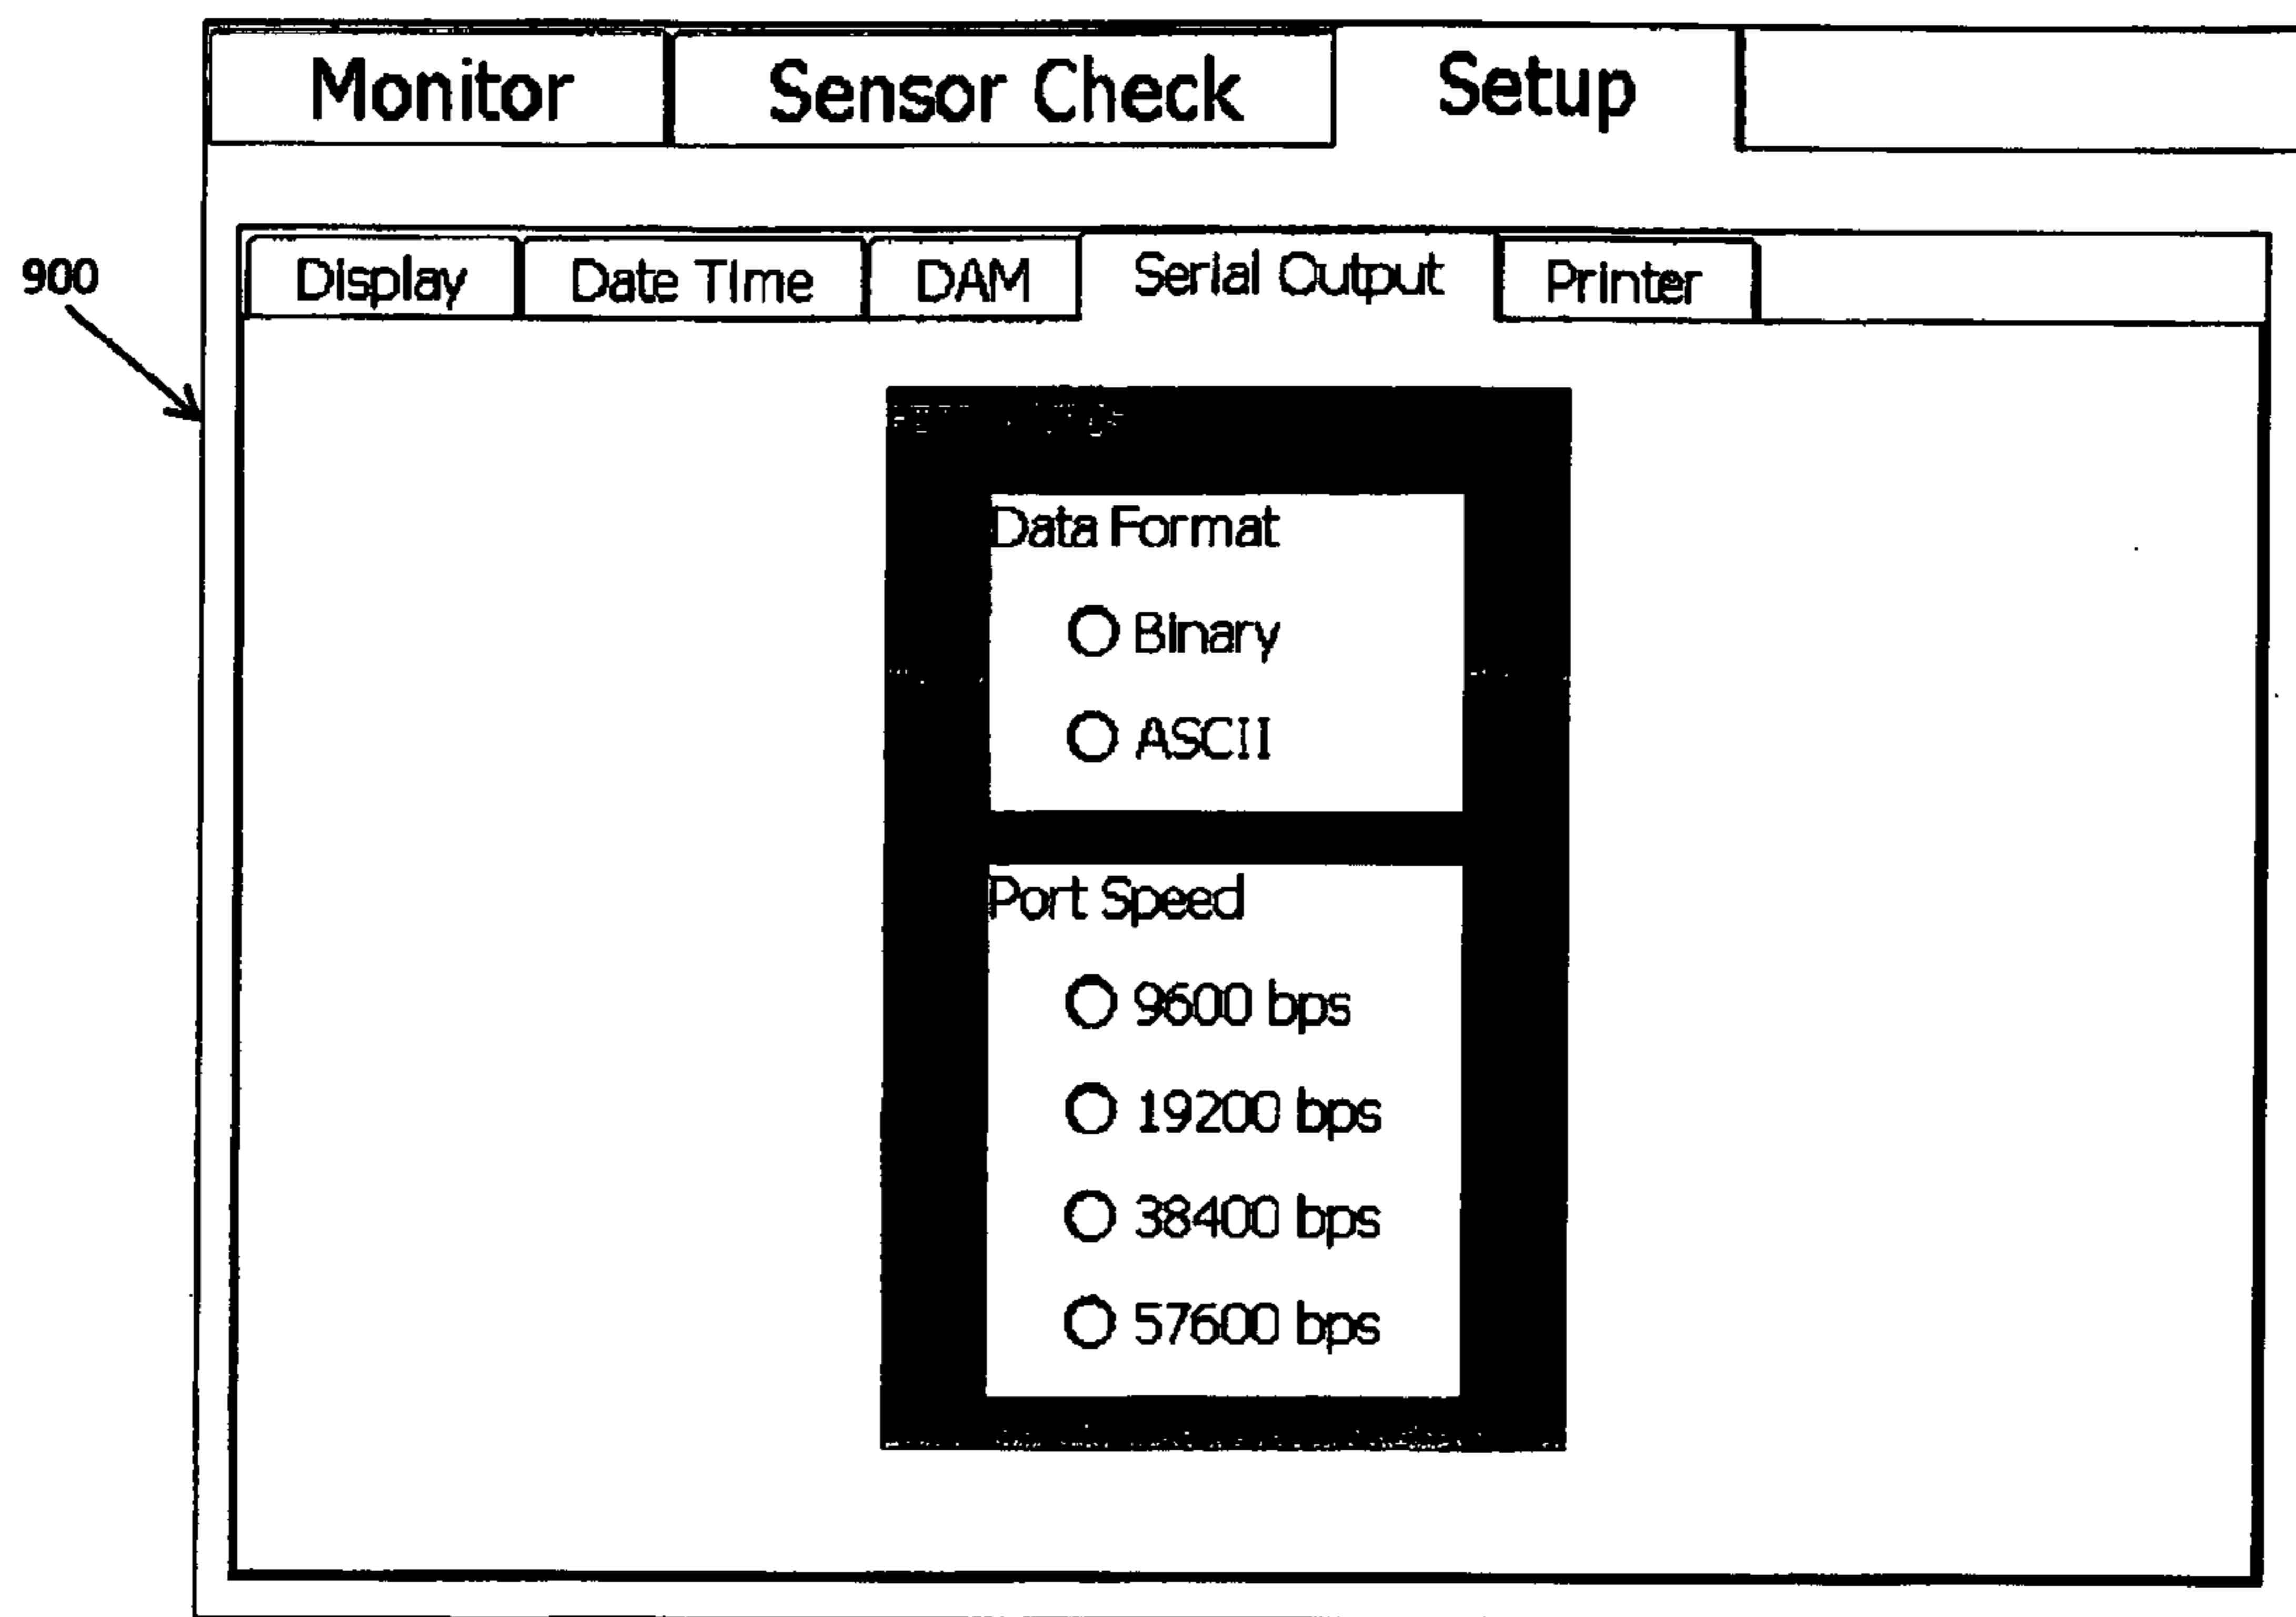 Monitor Sensor Check Setup
900
Display Date Time DAM Serial Output Printer
Data Format
Binary
ASCII
Port Speed
9600 bps
19200 bps
38400 bps
57600 bps